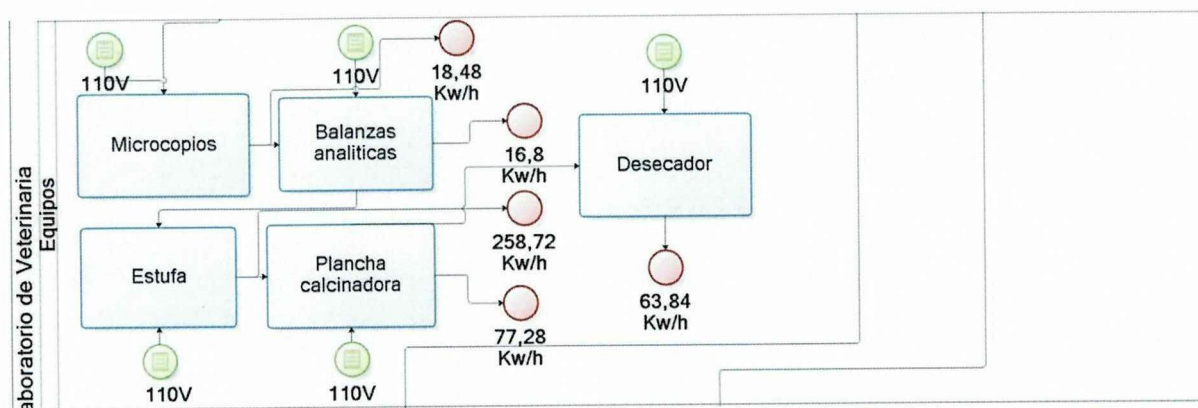 aboratorio de Veterinaria
Equipos
110V
110V
18,48
Kw/h
110V
Microcopios
Balanzas
analiticas
16,8
Kw/h
Desecador
258,72
Kw/h
Estufa
Plancha
calcinadora
63,84
Kw/h
77,28
Kw/h
110V
110V